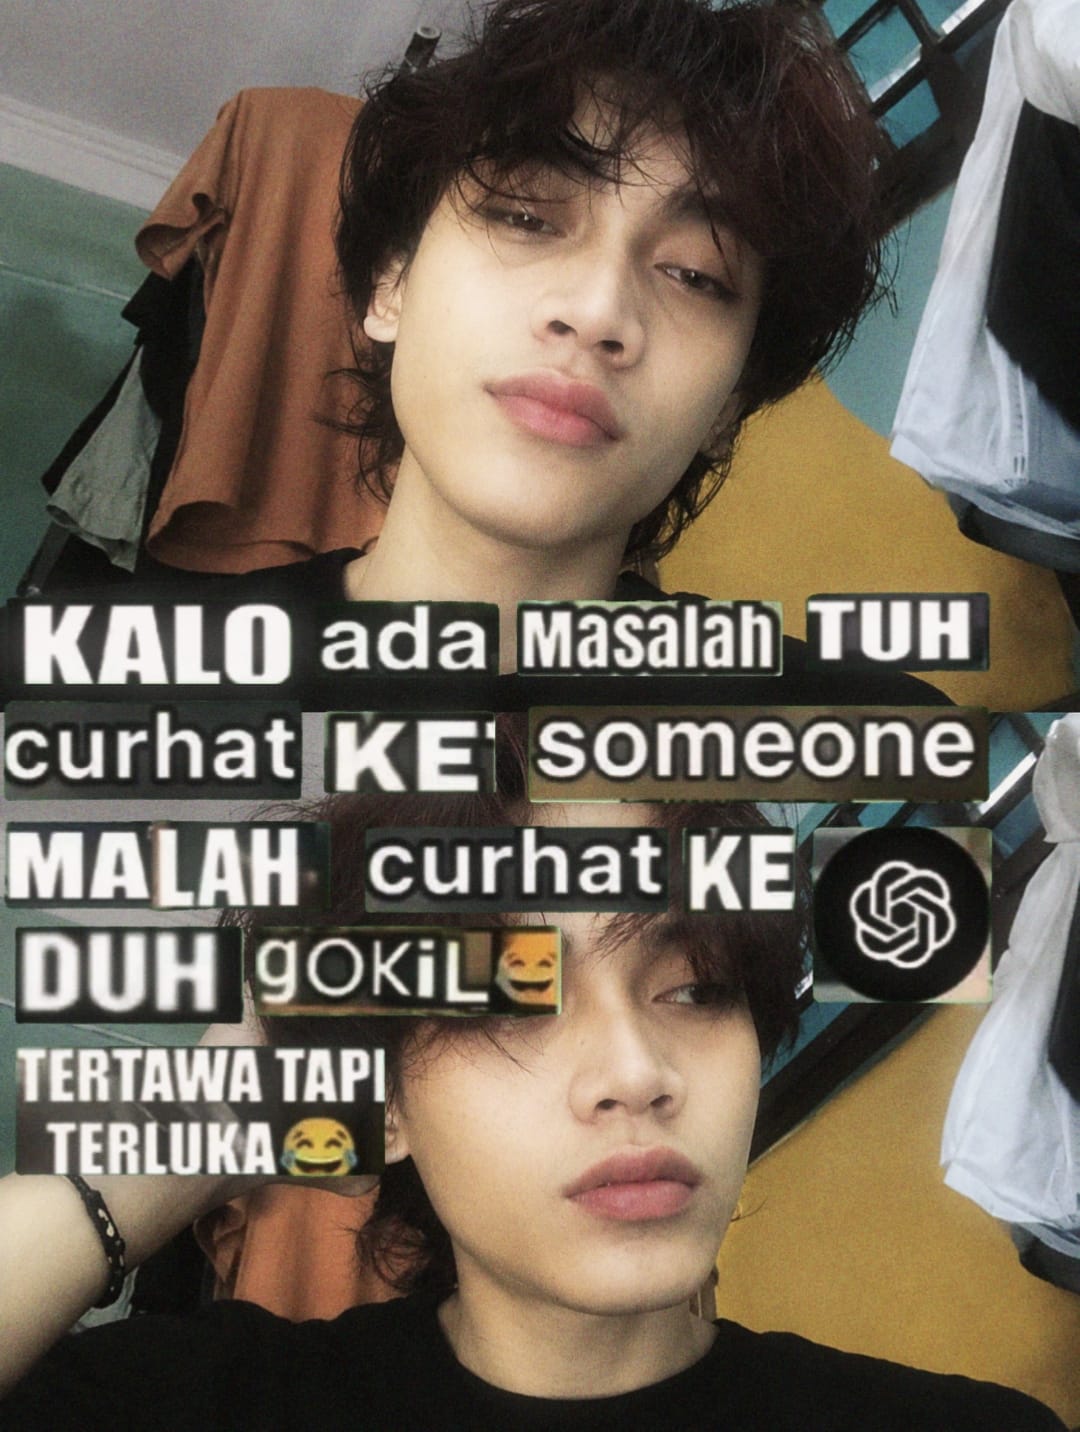 KALO ada Masalah TUH
curhat KE someone
MALAH curhat KE
DUH gOKiL😂
TERTAWA TAPI
TERLUKA😂